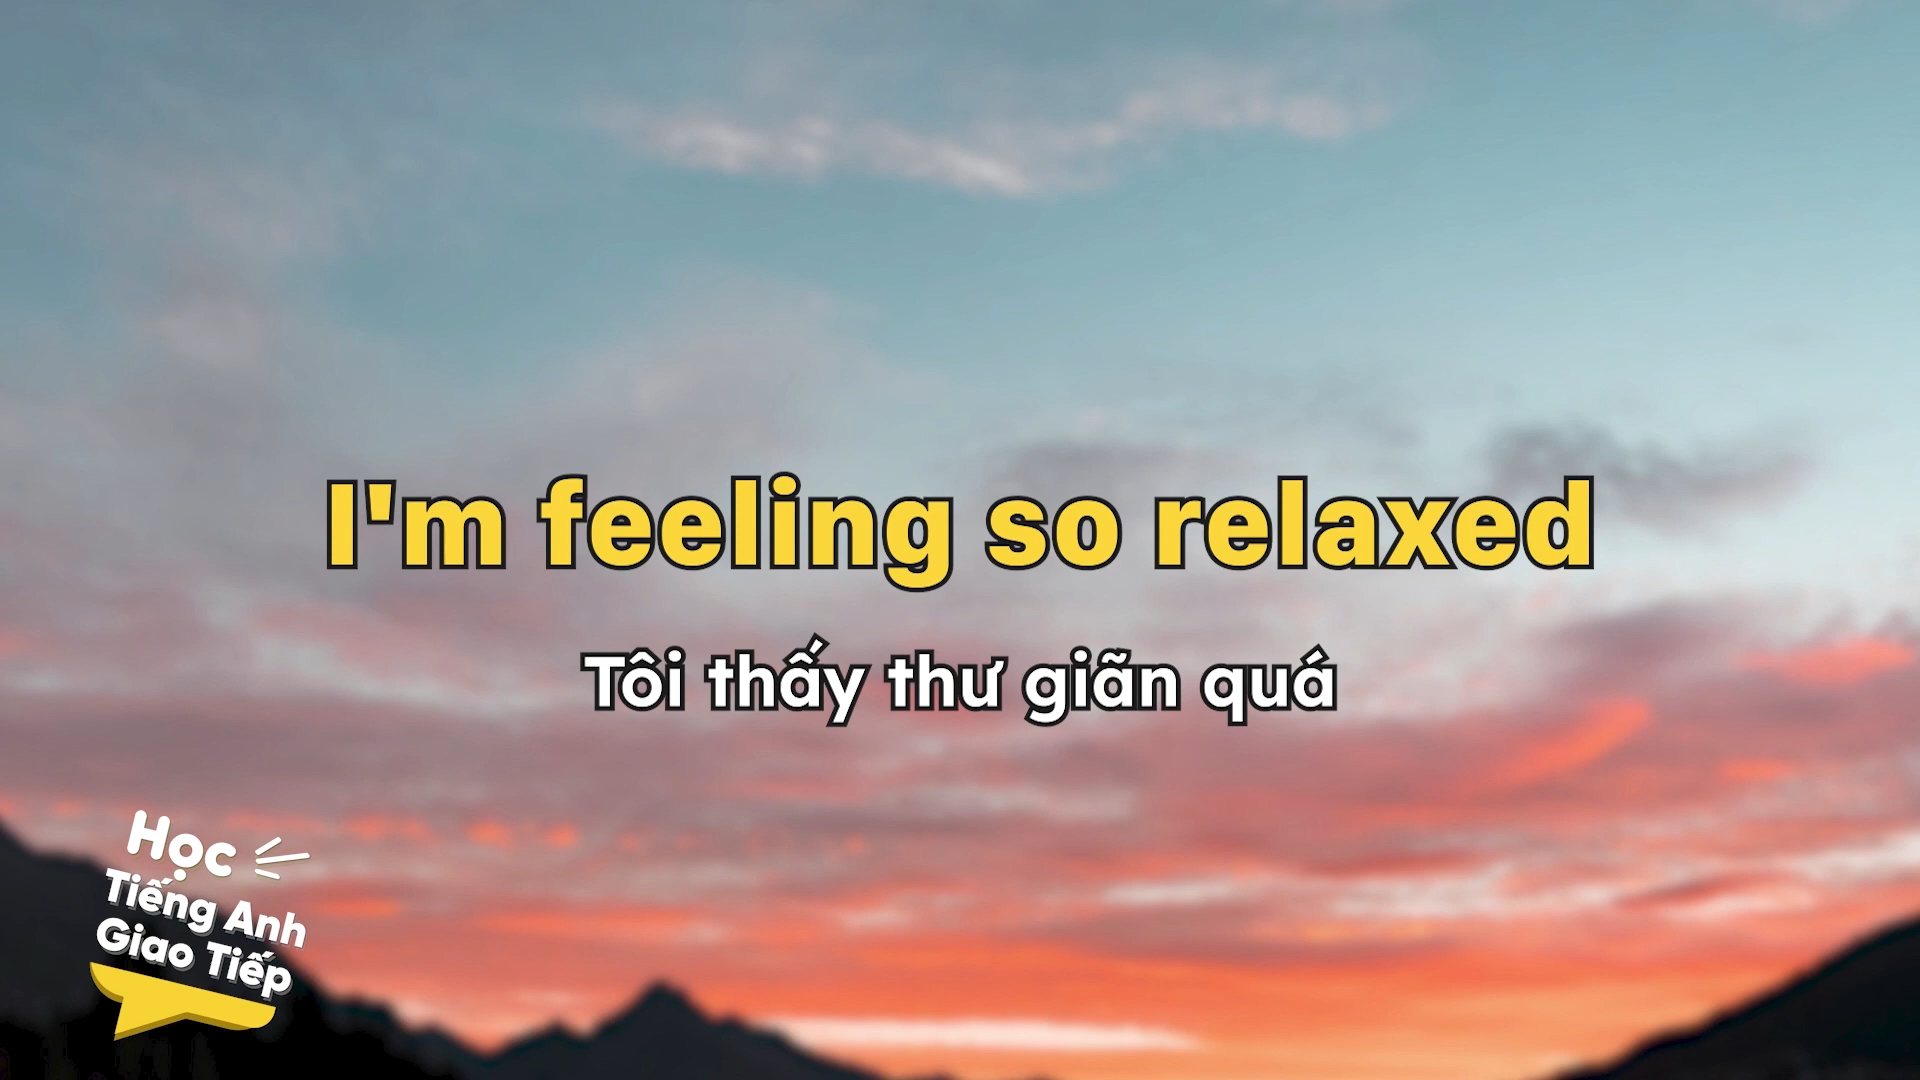 I'm feeling so relaxed
Tôi thấy thư giãn quá
Học
Tiếng Anh
Giao Tiếp